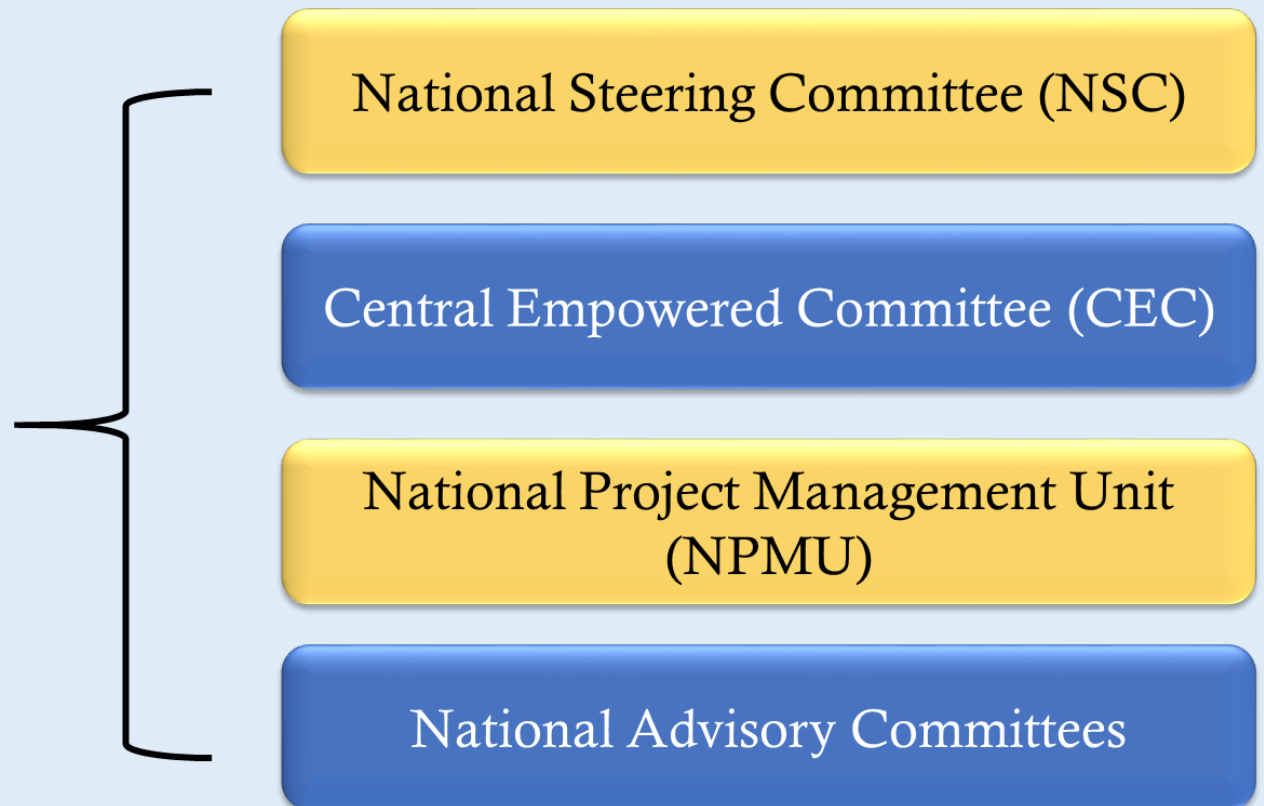 National Steering Committee (NSC)
Central Empowered Committee (CEC)
National Project Management Unit
(NPMU)
National Advisory Committees